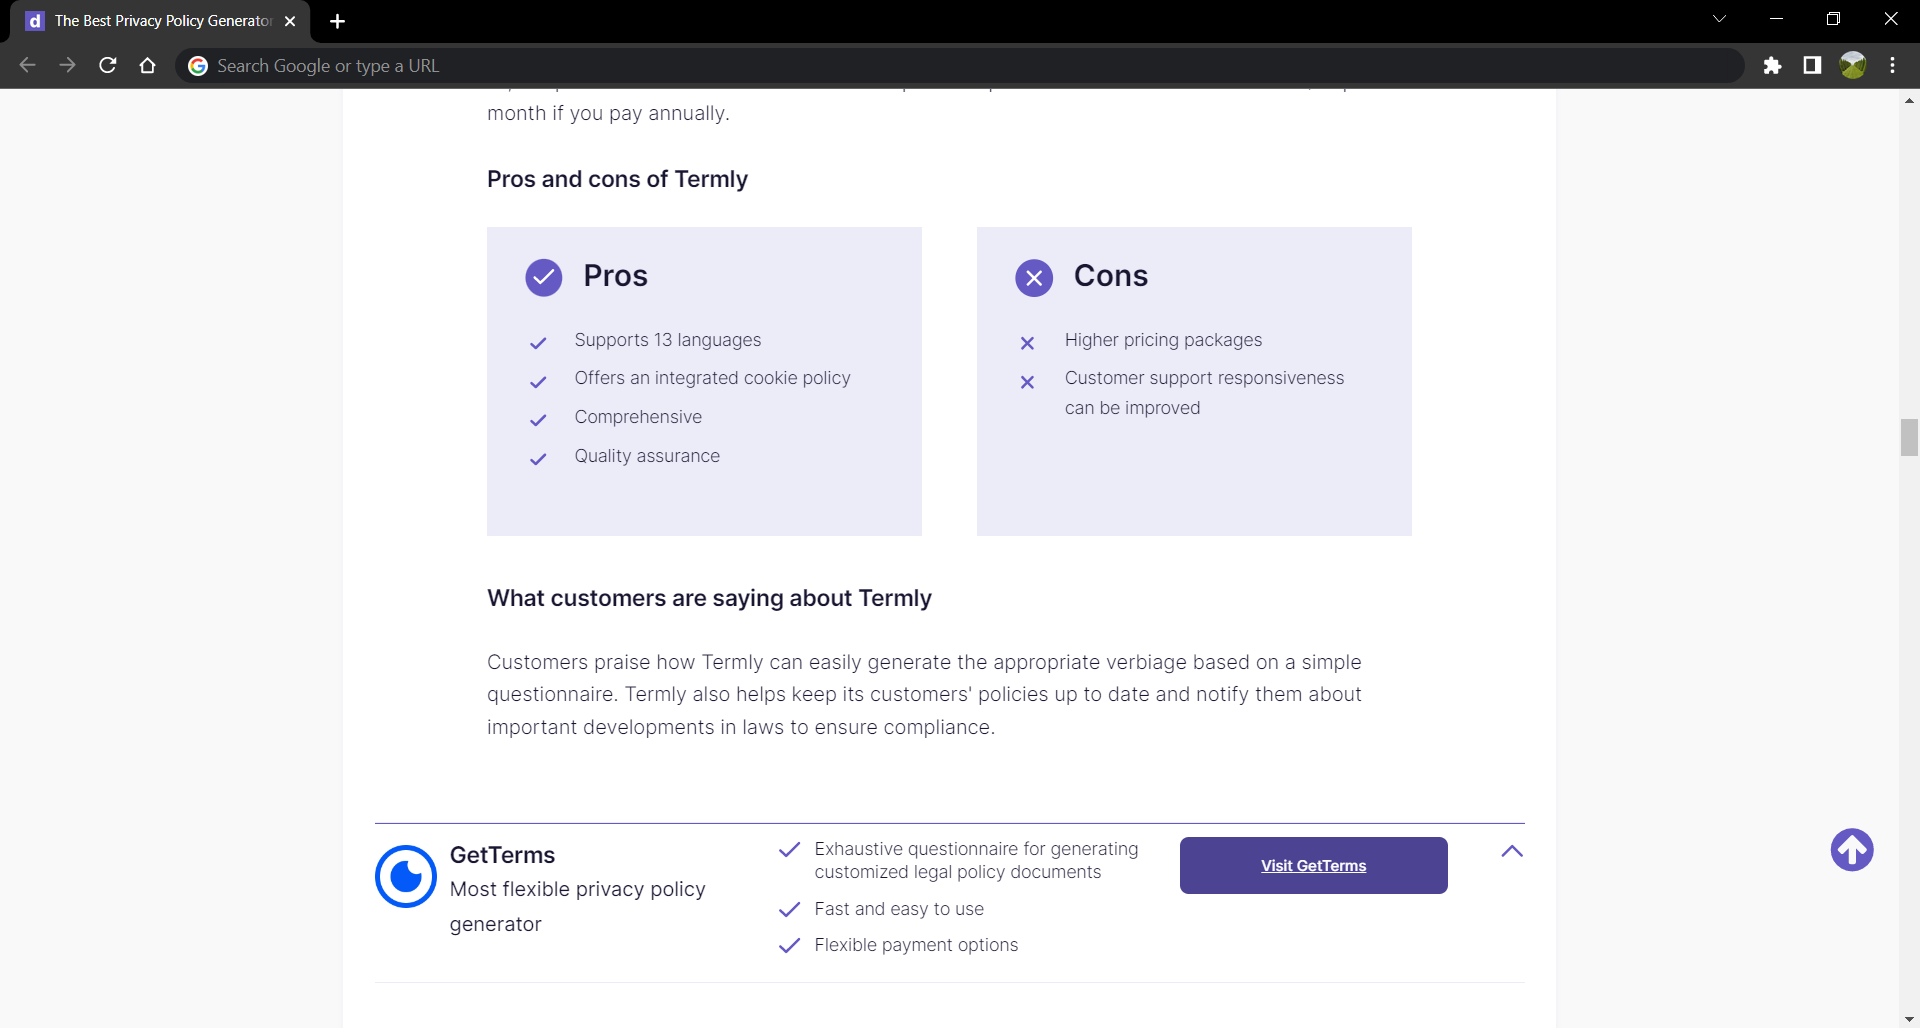 The Best Privacy Policy Generator
Search Google or type a URL
month if you pay annually.
Pros and cons of Termly
Pros
Supports 13 languages
Offers an integrated cookie policy
Comprehensive
Quality assurance
Cons
Higher pricing packages
Customer support responsiveness
can be improved
What customers are saying about Termly
Customers praise how Termly can easily generate the appropriate verbiage based on a simple
questionnaire. Termly also helps keep its customers' policies up to date and notify them about
important developments in laws to ensure compliance.
GetTerms
Most flexible privacy policy
generator
Exhaustive questionnaire for generating
customized legal policy documents
Fast and easy to use
Flexible payment options
Visit GetTerms